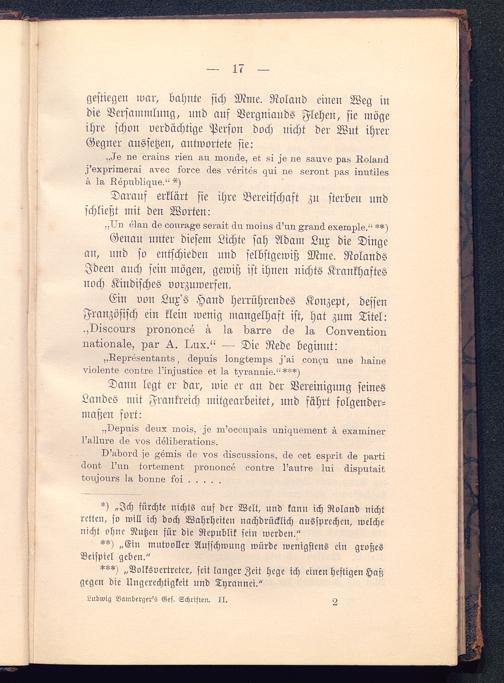 — 17 —
gestiegen war, bahnte sich Mme. Roland einen Weg in
die Versammlung, und auf Vergniauds Flehen, sie möge
ihre schon verdächtige Person doch nicht der Wut ihrer
Gegner aussetzen, antwortete sie:
„Je ne crains rien au monde, et si je ne sauve pas Roland
j'exprimerai avec force des vérités qui ne seront pas inutiles
à la République.“ *)
Darauf erklärt sie ihre Bereitschaft zu sterben und
schließt mit den Worten:
„Un élan de courage serait du moins d'un grand exemple.“ **)
Genau unter diesem Lichte sah Adam Lux die Dinge
an, und so entschieden und selbstgewiß Mme. Rolands
Ideen auch sein mögen, gewiß ist ihnen nichts Krankhaftes
noch Kindisches vorzuwerfen.
Ein von Lux's Hand herrührendes Konzept, dessen
Französisch ein klein wenig mangelhaft ist, hat zum Titel:
„Discours prononcé à la barre de la Convention
nationale, par A. Lux.“ — Die Rede beginnt:
„Représentants, depuis longtemps j'ai conçu une haine
violente contre l'injustice et la tyrannie.“ ***)
Dann legt er dar, wie er an der Vereinigung seines
Landes mit Frankreich mitgearbeitet, und fährt folgender-
maßen fort:
„Depuis deux mois, je m'occupais uniquement à examiner
l'allure de vos déliberations.
D'abord je gémis de vos discussions, de cet esprit de parti
dont l'un fortement prononcé contre l'autre lui disputait
toujours la bonne foi . . . . .
*) „Ich fürchte nichts auf der Welt, und kann ich Roland nicht
retten, so will ich doch Wahrheiten nachdrücklich aussprechen, welche
nicht ohne Nutzen für die Republik sein werden.“
**) „Ein mutvoller Aufschwung würde wenigstens ein großes
Beispiel geben.“
***) „Volksvertreter, seit langer Zeit hege ich einen heftigen Haß
gegen die Ungerechtigkeit und Tyrannei.“
Ludwig Bamberger's Ges. Schriften. II. 2